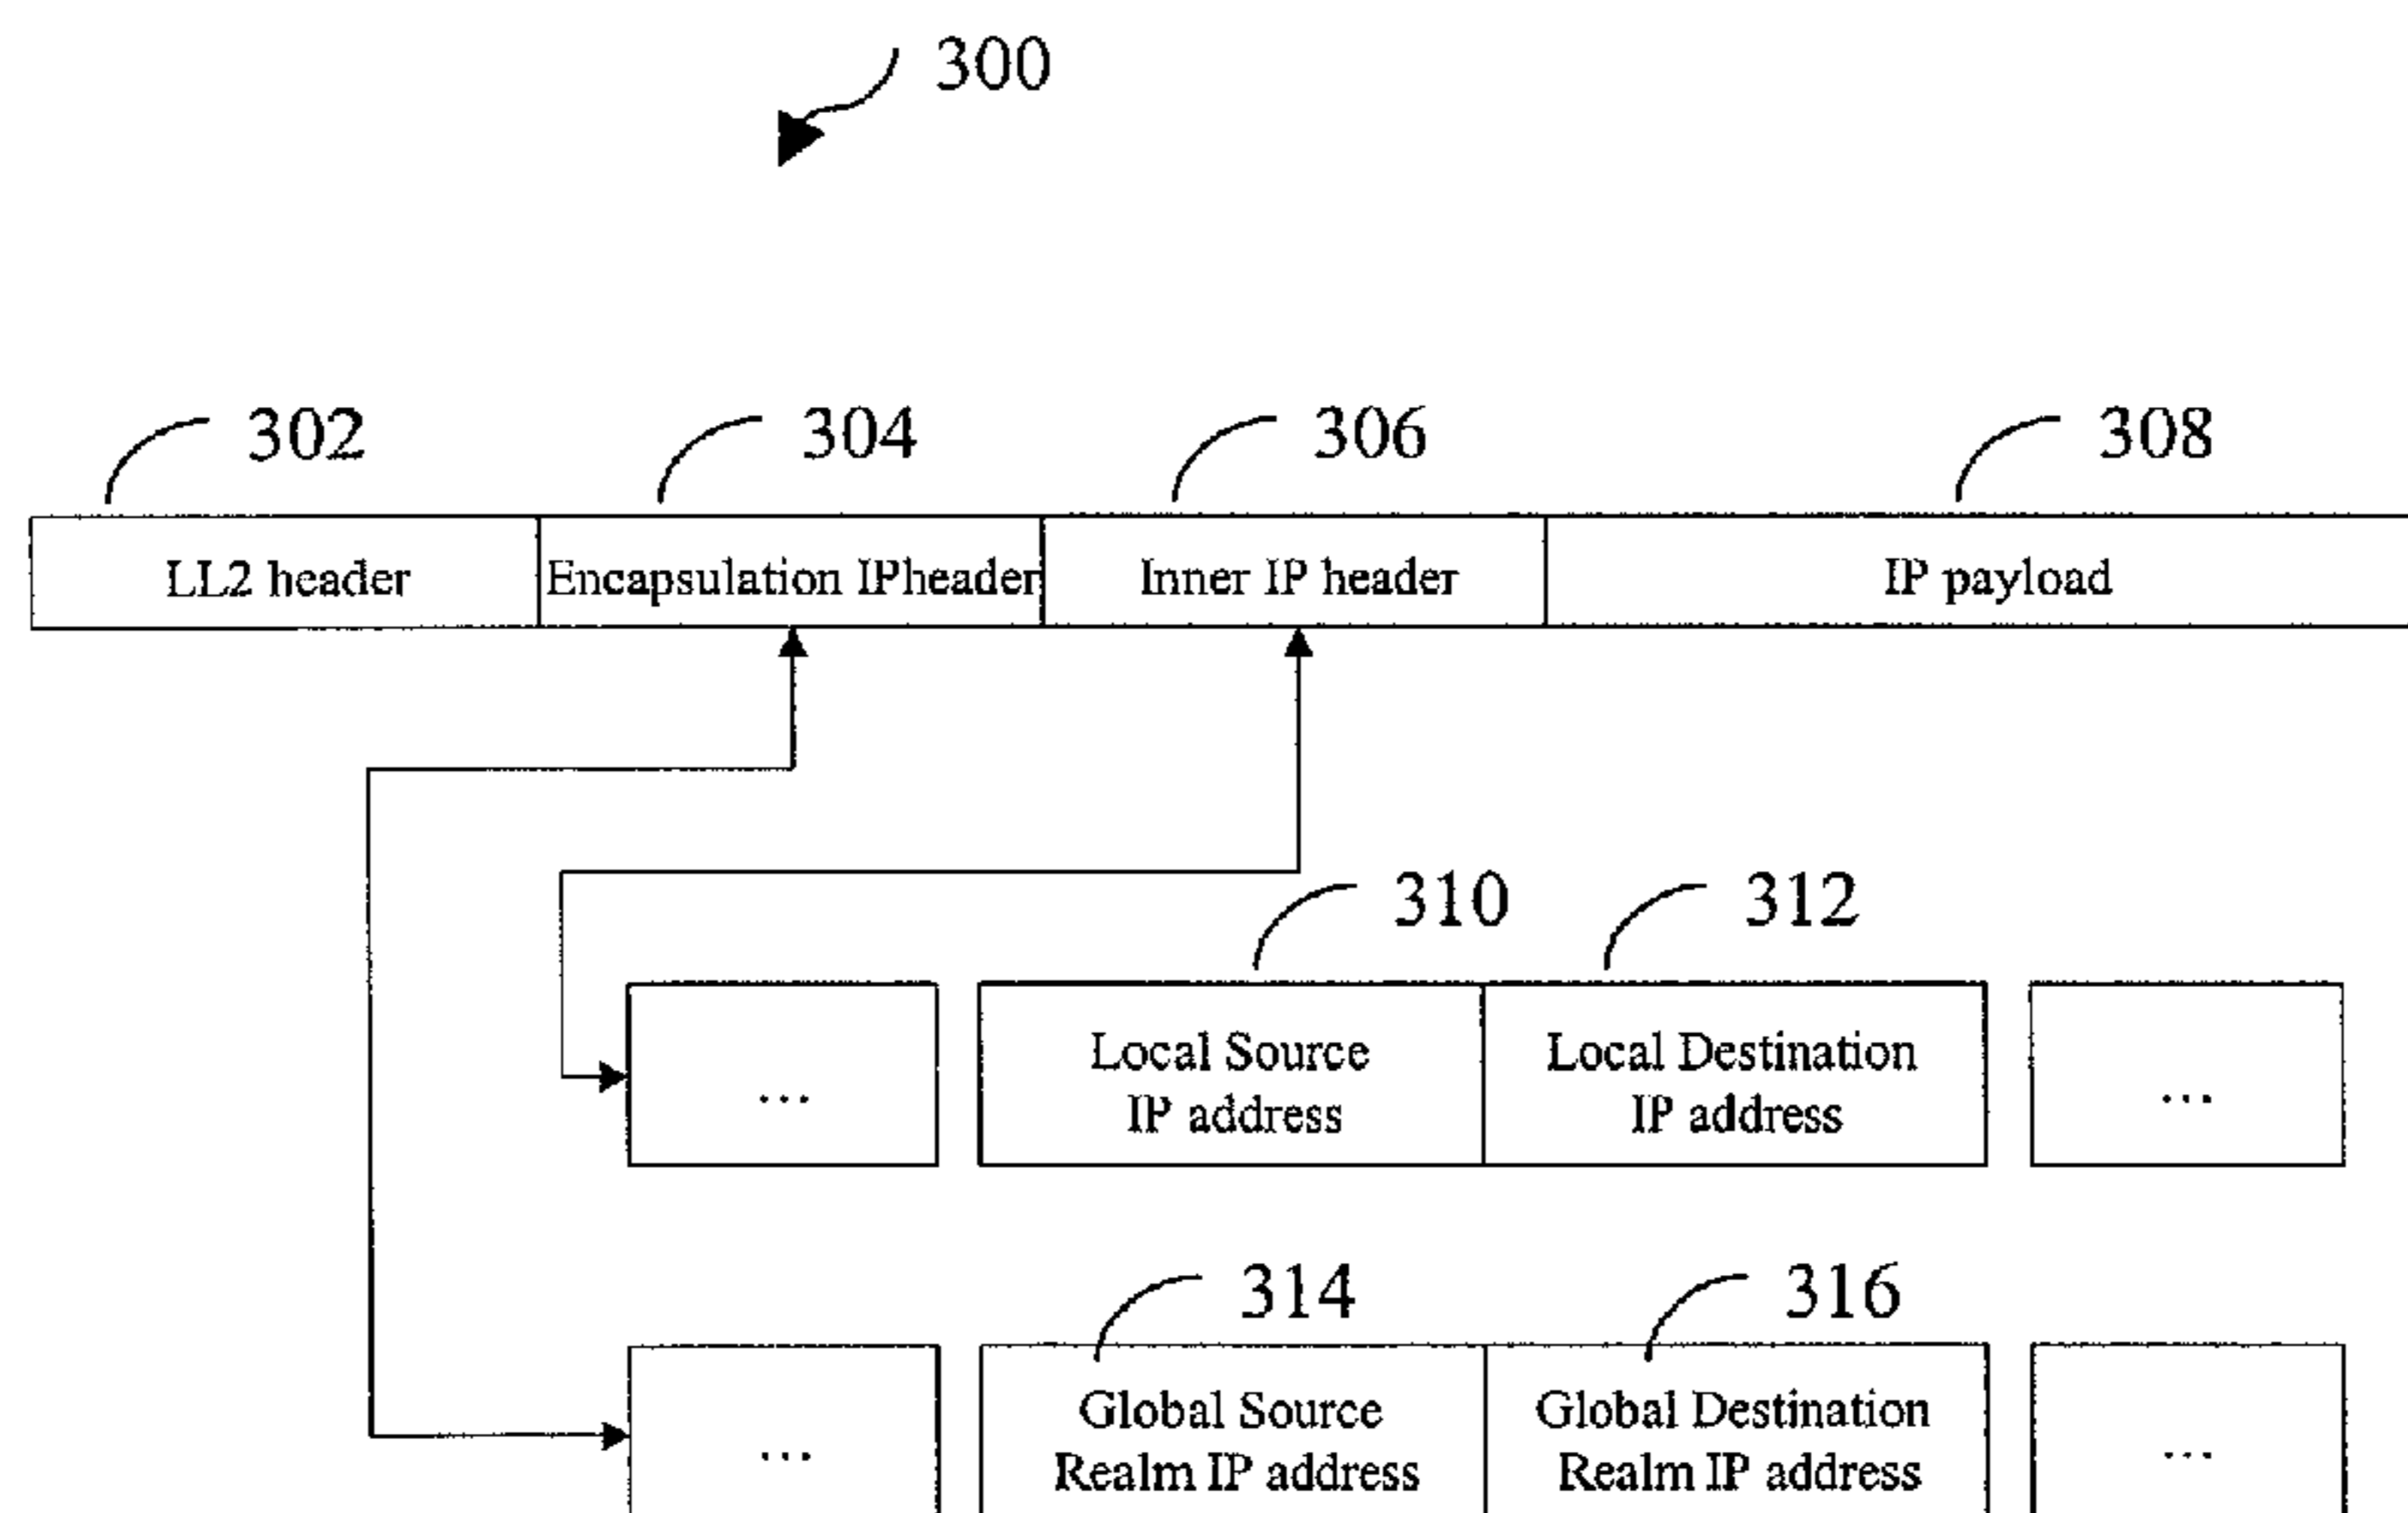 300
302
304
306
308
LL2 header
Encapsulation IPheader
Inner IP header
IP payload
310
312
...
Local Source
IP address
Local Destination
IP address
...
314
316
...
Global Source
Realm IP address
Global Destination
Realm IP address
...